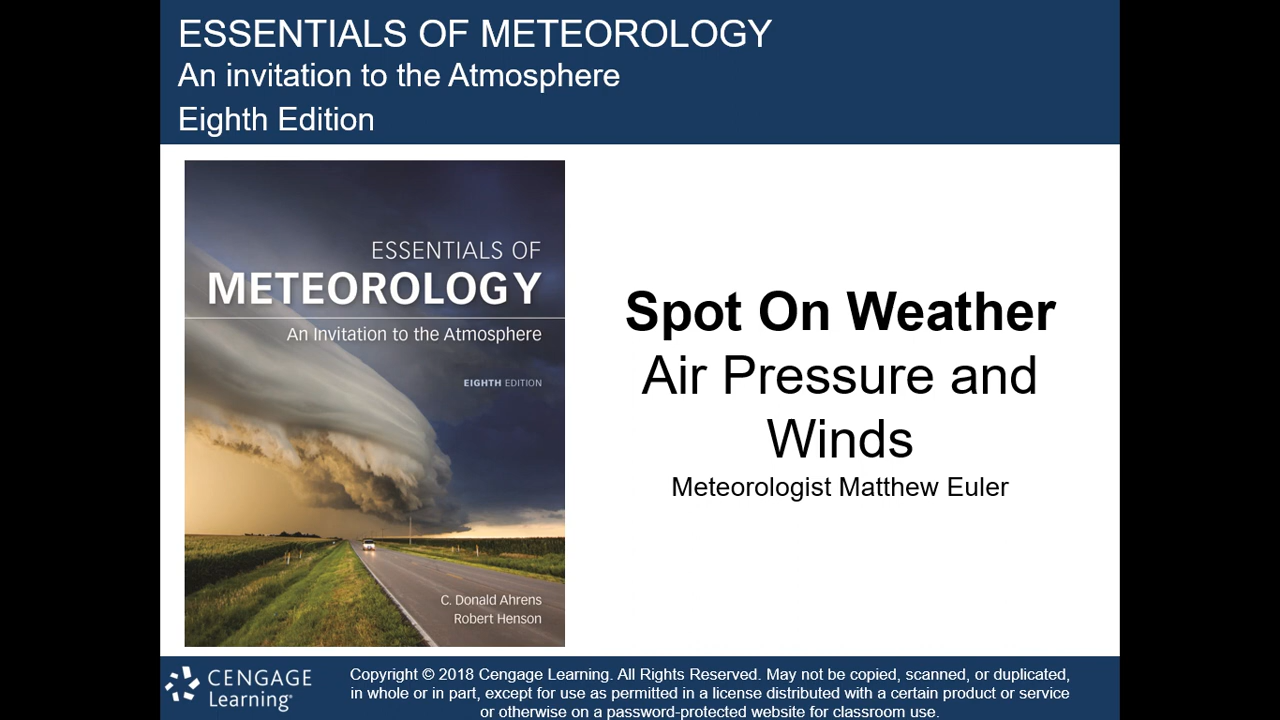 ESSENTIALS OF METEOROLOGY
An invitation to the Atmosphere
Eighth Edition
ESSENTIALS OF
METEOROLOGY
An Invitation to the Atmosphere
EIGHTH EDITION
C. Donald Ahrens
Robert Henson
Spot On Weather
Air Pressure and
Winds
Meteorologist Matthew Euler
CENGAGE
Learning®
Copyright © 2018 Cengage Learning. All Rights Reserved. May not be copied, scanned, or duplicated,
in whole or in part, except for use as permitted in a license distributed with a certain product or service
or otherwise on a password-protected website for classroom use.